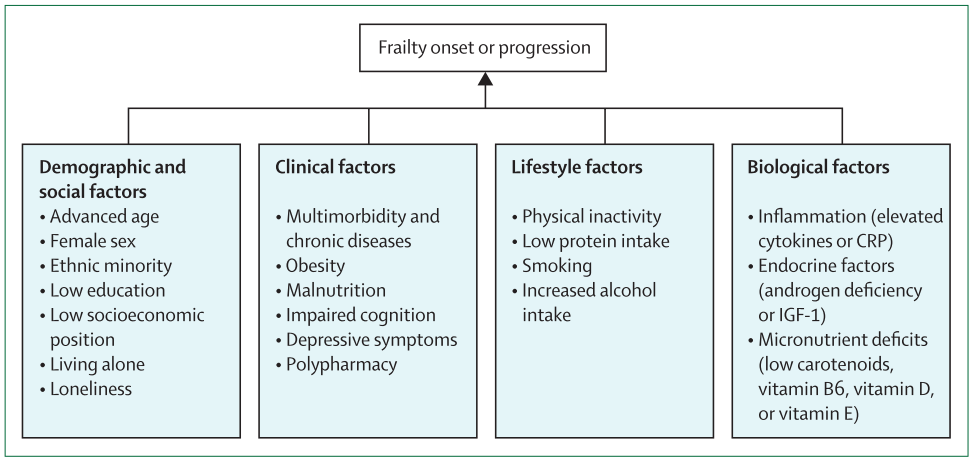 Frailty onset or progression
Demographic and
social factors
• Advanced age
• Female sex
• Ethnic minority
• Low education
• Low socioeconomic
position
• Living alone
• Loneliness
Clinical factors
• Multimorbidity and
chronic diseases
• Obesity
• Malnutrition
• Impaired cognition
• Depressive symptoms
• Polypharmacy
Lifestyle factors
• Physical inactivity
• Low protein intake
• Smoking
• Increased alcohol
intake
Biological factors
• Inflammation (elevated
cytokines or CRP)
• Endocrine factors
(androgen deficiency
or IGF-1)
• Micronutrient deficits
(low carotenoids,
vitamin B6, vitamin D,
or vitamin E)